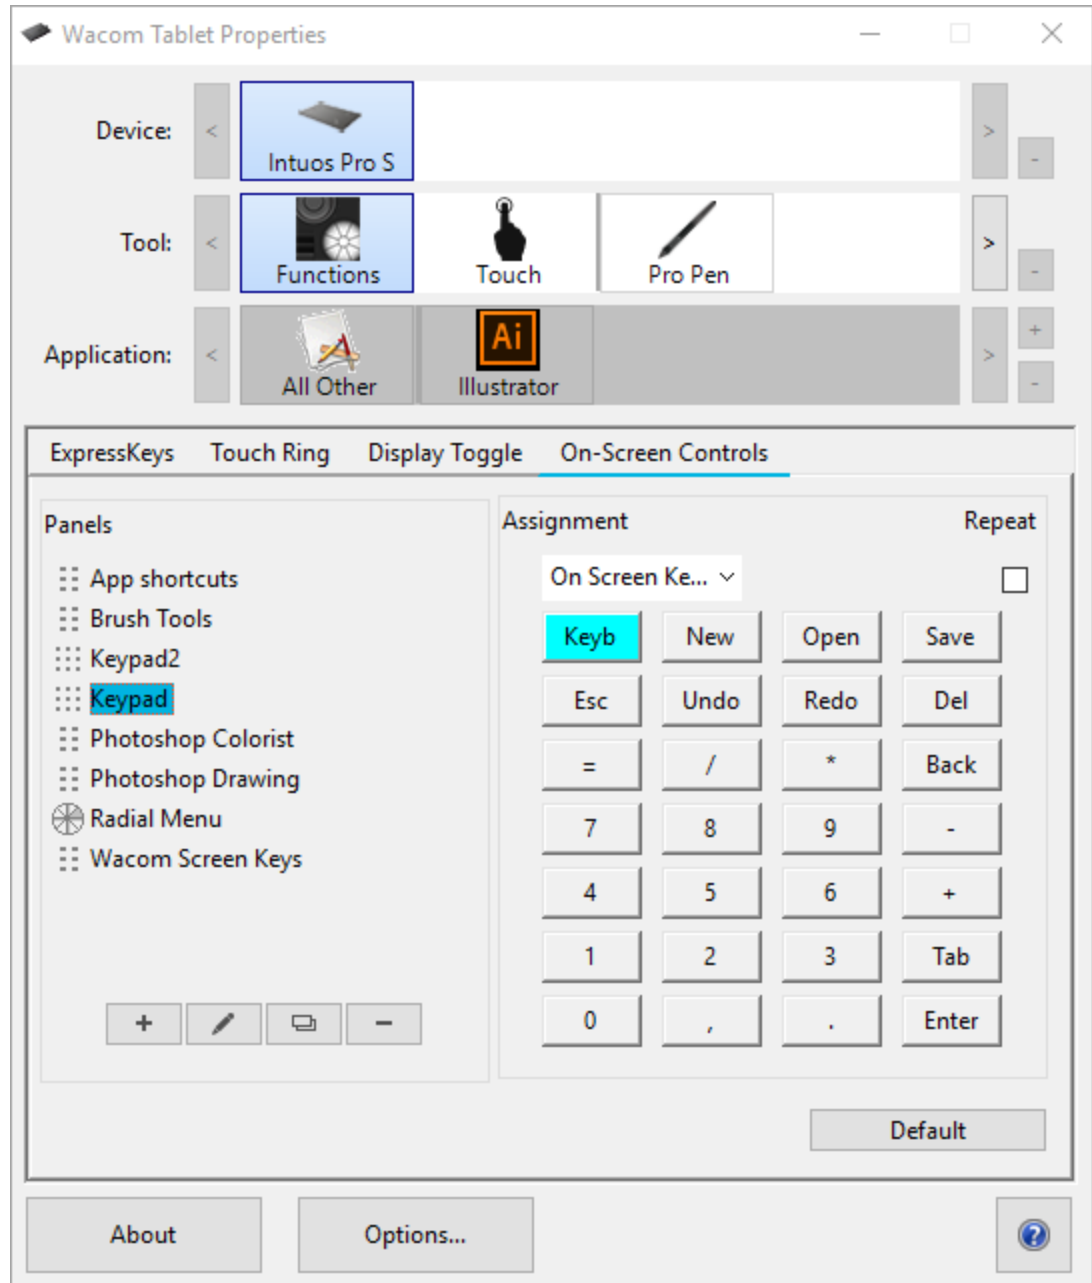 Wacom Tablet Properties
Device:
<
Intuos Pro S
>
-
Tool:
<
Functions
Touch
Pro Pen
>
-
Application:
<
All Other
Ai
Illustrator
>
+
-
ExpressKeys Touch Ring Display Toggle On-Screen Controls
Panels
App shortcuts
Brush Tools
Keypad2
Keypad
Photoshop Colorist
Photoshop Drawing
Radial Menu
Wacom Screen Keys
+ -
Assignment Repeat
On Screen Ke...
Keyb New Open Save
Esc Undo Redo Del
= / * Back
7 8 9 -
4 5 6 +
1 2 3 Tab
0 , . Enter
Default
About Options... ?